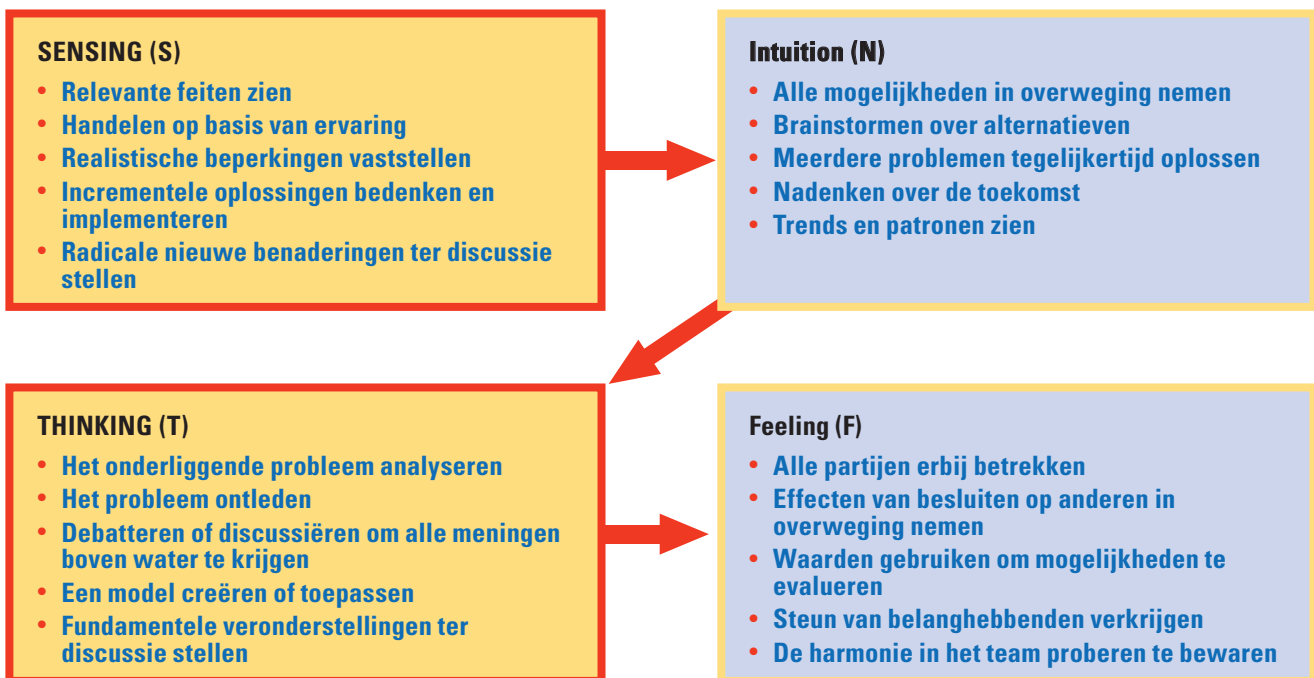 SENSING (S)
• Relevante feiten zien
• Handelen op basis van ervaring
• Realistische beperkingen vaststellen
• Incrementele oplossingen bedenken en
implementeren
• Radicale nieuwe benaderingen ter discussie
stellen
Intuition (N)
• Alle mogelijkheden in overweging nemen
• Brainstormen over alternatieven
• Meerdere problemen tegelijkertijd oplossen
• Nadenken over de toekomst
• Trends en patronen zien
THINKING (T)
• Het onderliggende probleem analyseren
• Het probleem ontleden
• Debatteren of discussiëren om alle meningen
boven water te krijgen
• Een model creëren of toepassen
• Fundamentele veronderstellingen ter
discussie stellen
Feeling (F)
• Alle partijen erbij betrekken
• Effecten van besluiten op anderen in
overweging nemen
• Waarden gebruiken om mogelijkheden te
evalueren
• Steun van belanghebbenden verkrijgen
• De harmonie in het team proberen te bewaren